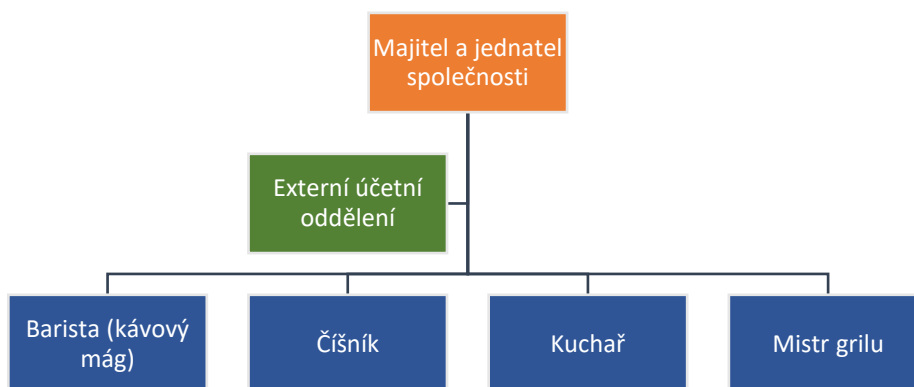 Majitel a jednatel
společnosti
Externí účetní
oddělení
Barista (kávový
mág)
Číšník
Kuchař
Mistr grilu